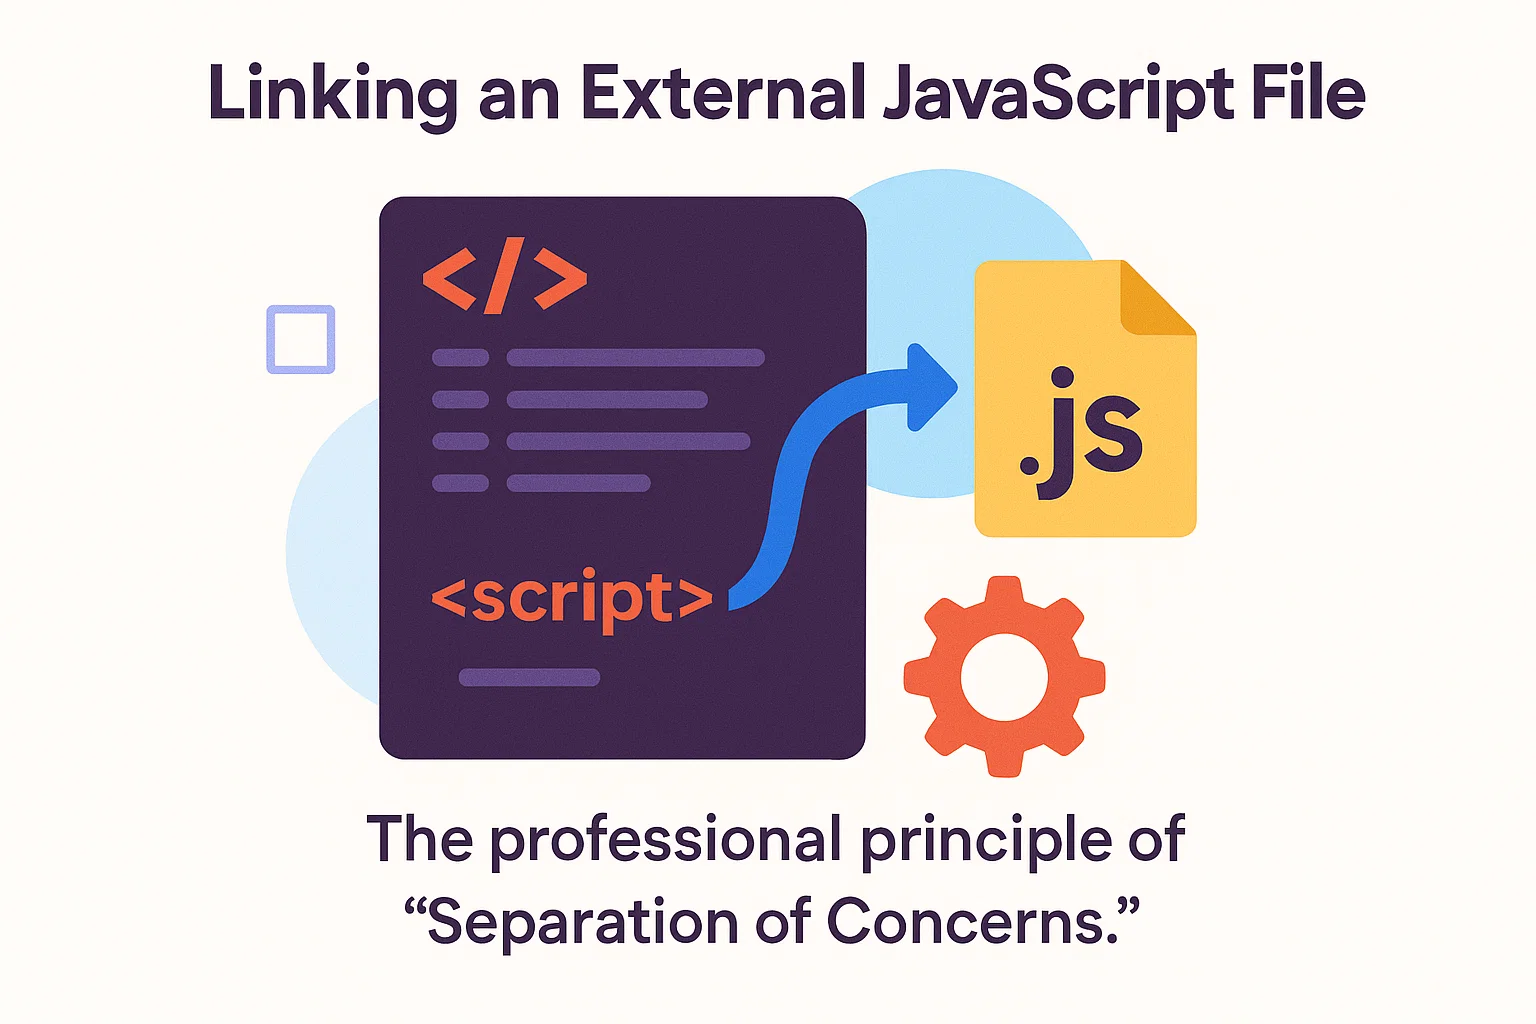 Linking an External JavaScript File
</>
<script>
.js
The professional principle of
“Separation of Concerns.”